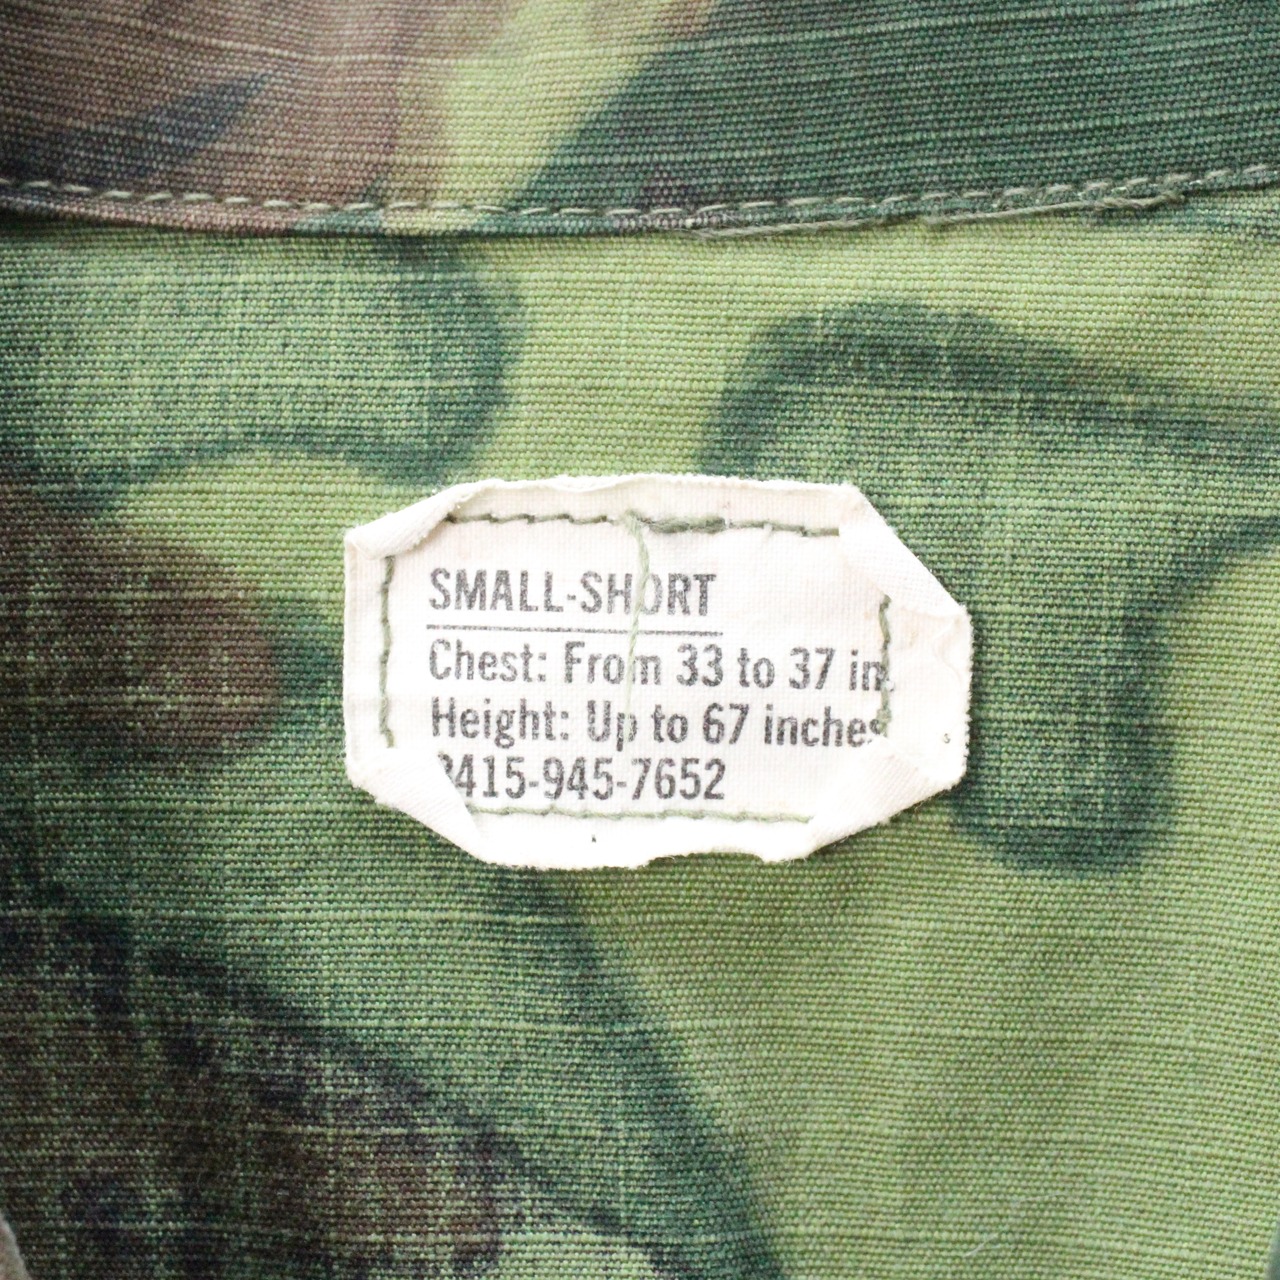 SMALL-SHORT
Chest: From 33 to 37 in.
Height: Up to 67 inches
8415-945-7652